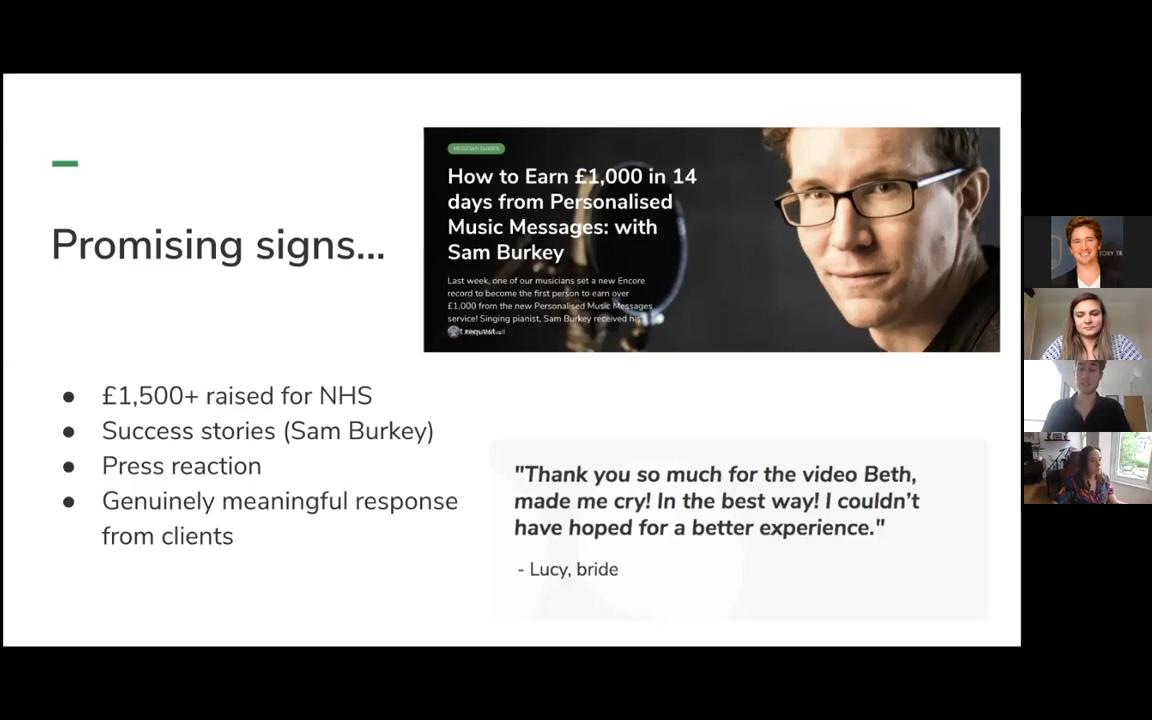 Promising signs...
MUSICIAN GUIDES
How to Earn £1,000 in 14
days from Personalised
Music Messages: with
Sam Burkey
Last week, one of our musicians set a new Encore
record to become the first person to earn over
£1,000 from the new Personalised Music Messages
service! Singing pianist, Sam Burkey received his
request...
● £1,500+ raised for NHS
● Success stories (Sam Burkey)
● Press reaction
● Genuinely meaningful response
from clients
"Thank you so much for the video Beth,
made me cry! In the best way! I couldn't
have hoped for a better experience."
- Lucy, bride